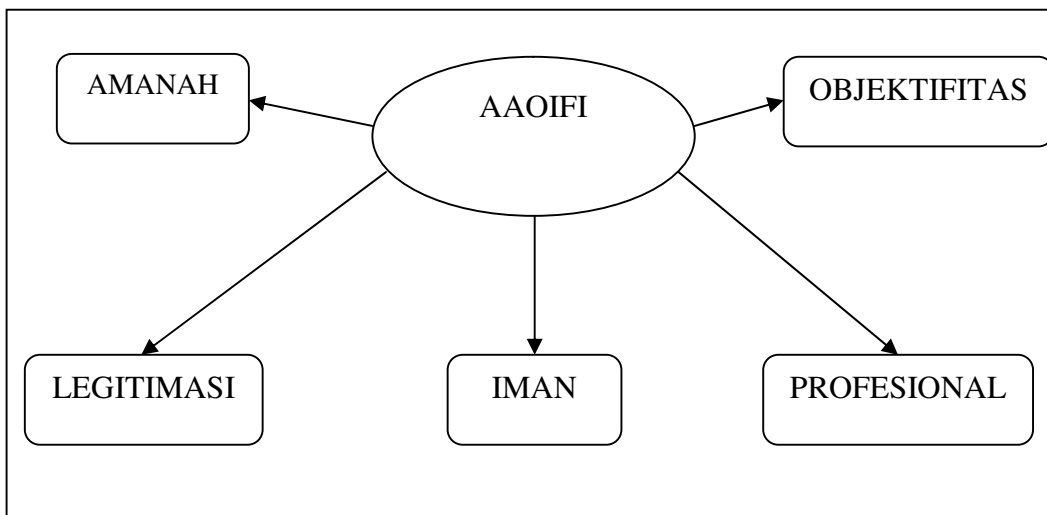 AMANAH
AAOIFI
OBJEKTIFITAS
LEGITIMASI
IMAN
PROFESIONAL